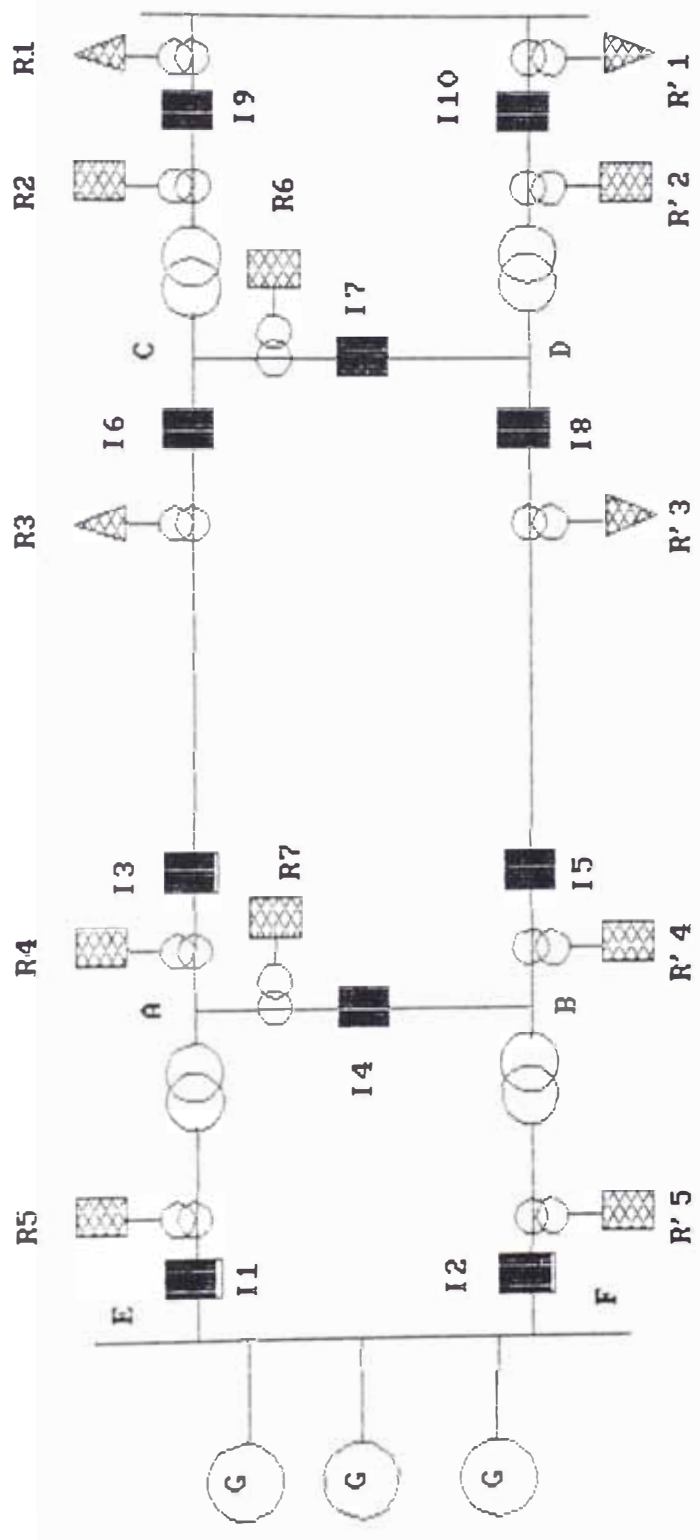 R5 R4 R3 R2 R1
E A I3 I6 C
G I1 R7 R6 I9
G I4 I7
G I2 I10
F B I5 I8 D
R'5 R'4 R'3 R'2 R'1